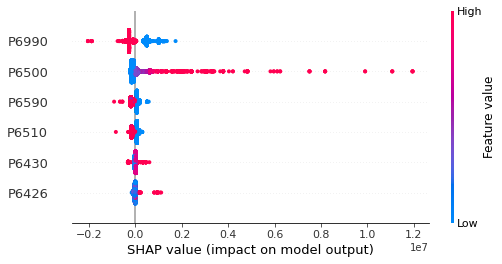 High
P6990
P6500
P6590
P6510
P6430
P6426
Feature value
Low
−0.2 0.0 0.2 0.4 0.6 0.8 1.0 1.2
1e7
SHAP value (impact on model output)